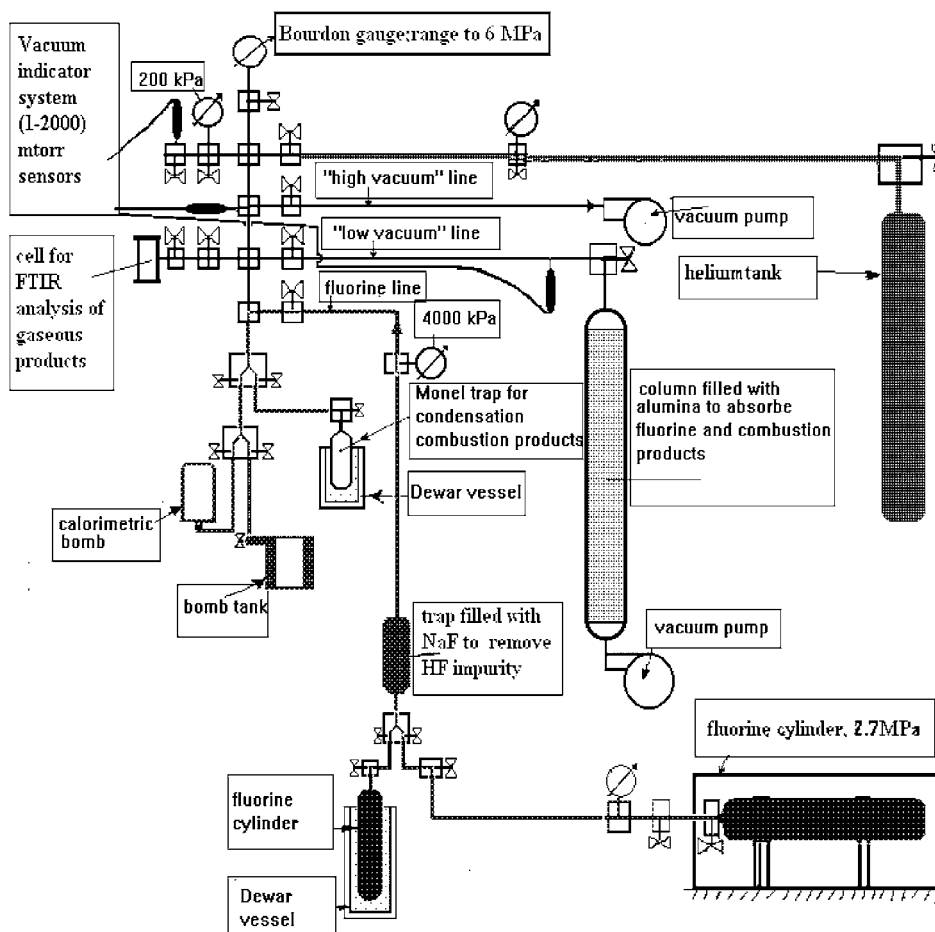 Vacuum
indicator
system
(1-2000)
mtorr
sensors
Bourdon gauge;range to 6 MPa
200 kPa
"high vacuum" line
vacuum pump
"low vacuum" line
helium tank
cell for
FTIR
analysis of
gaseous
products
fluorine line
4000 kPa
Monel trap for
condensation
combustion products
column filled with
alumina to absorbe
fluorine and combustion
products
Dewar vessel
calorimetric
bomb
bomb tank
trap filled with
NaF to remove
HF impurity
vacuum pump
fluorine cylinder, 2.7MPa
fluorine
cylinder
Dewar
vessel